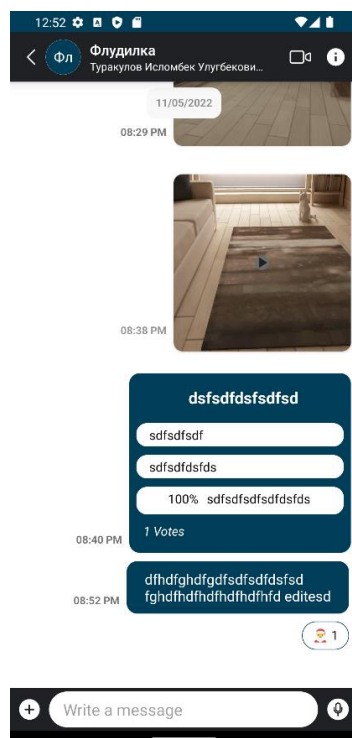 12:52
Фл
Флудилка
Туракулов Исломбек Улугбекови...
11/05/2022
08:29 PM
08:38 PM
dsfsdfdsfsdfsd
sdfsdfsdf
sdfsdfdsfds
100% sdfsdfsdfsdfdsfds
1 Votes
08:40 PM
dfhdfghdfgdfsdfsdfdsfsd
fghdfhdfhdfhdfhdfhfd editesd
08:52 PM
1
Write a message